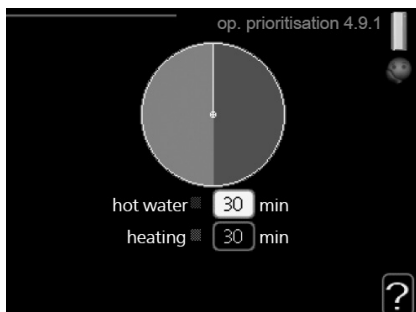 op. prioritisation 4.9.1
hot water 30 min
heating 30 min
?